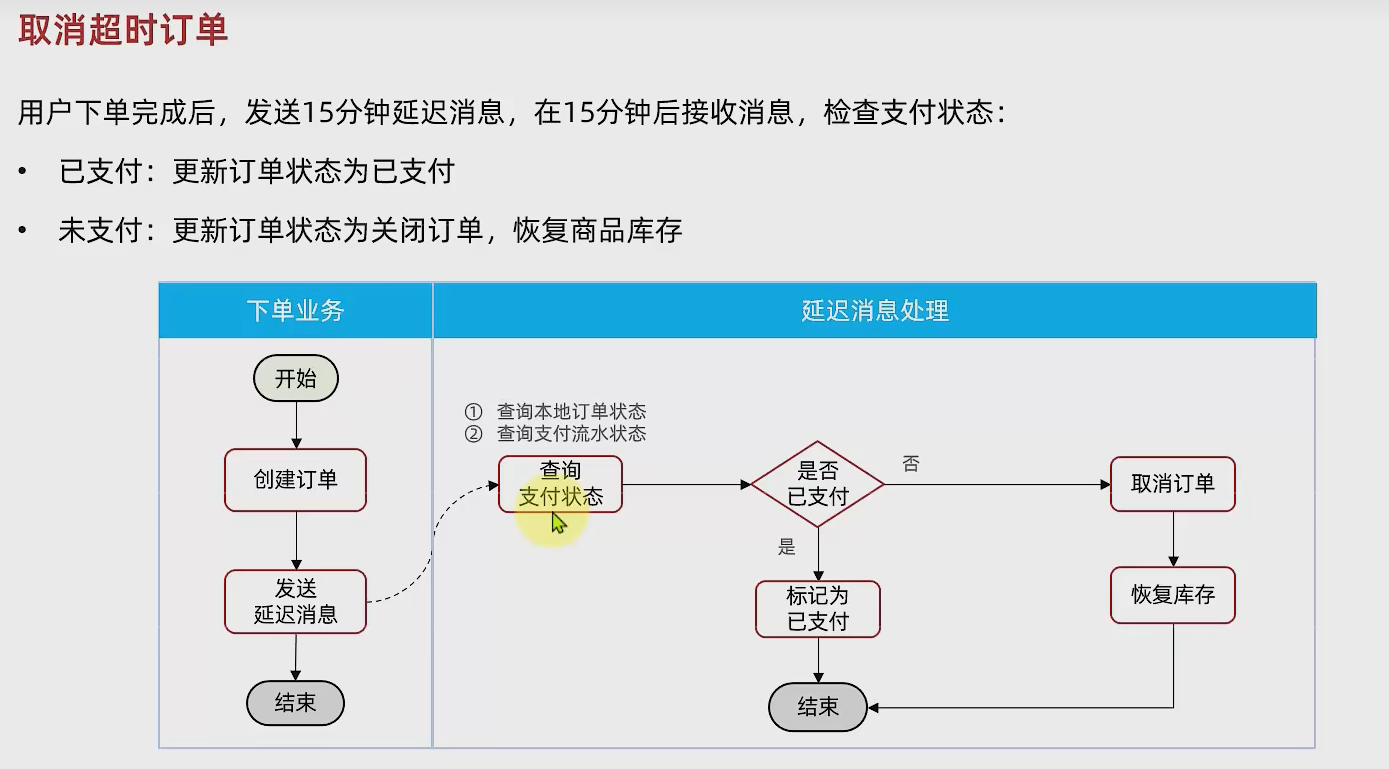 取消超时订单
用户下单完成后，发送15分钟延迟消息，在15分钟后接收消息，检查支付状态：
• 已支付：更新订单状态为已支付
• 未支付：更新订单状态为关闭订单，恢复商品库存
下单业务
延迟消息处理
开始
创建订单
发送
延迟消息
结束
① 查询本地订单状态
② 查询支付流水状态
查询
支付状态
是否
已支付
否
取消订单
恢复库存
是
标记为
已支付
结束